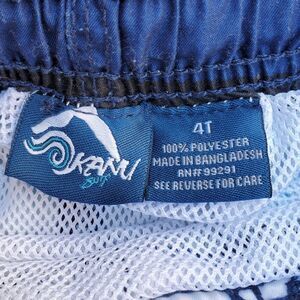 KANU
Surf
4T
100% POLYESTER
MADE IN BANGLADESH
RN# 99291
SEE REVERSE FOR CARE